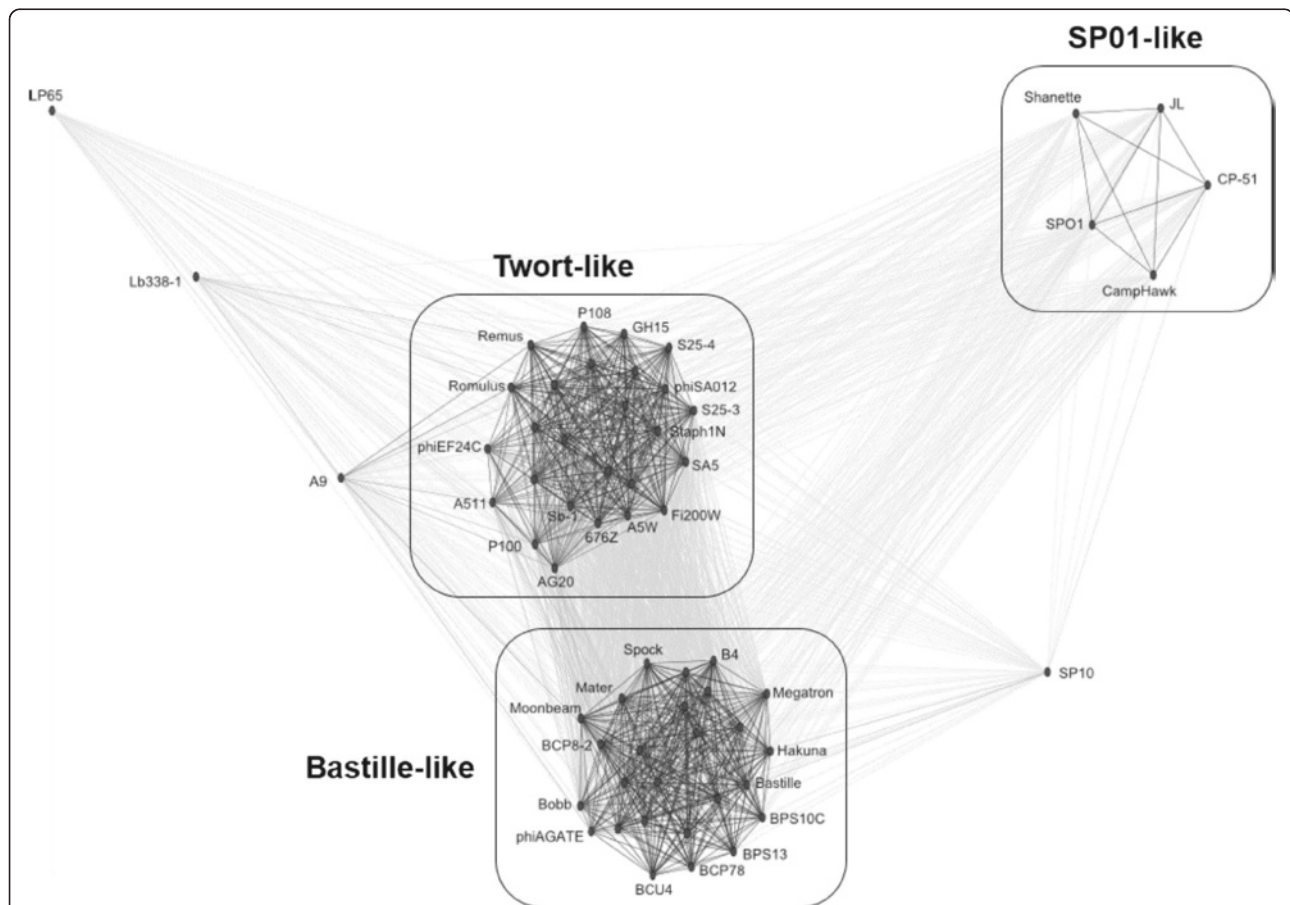 SP01-like
LP65
Shanette
JL
CP-51
SPO1
CampHawk
Lb338-1
Twort-like
P108
GH15
Remus
S25-4
Romulus
phiSA012
S25-3
Staph1N
phiEF24C
SA5
A9
A511
Sb-1
Fi200W
A5W
676Z
P100
AG20
Spock
B4
SP10
Mater
Megatron
Moonbeam
BCP8-2
Hakuna
Bastille-like
Bastille
Bobb
BPS10C
phiAGATE
BPS13
BCP78
BCU4